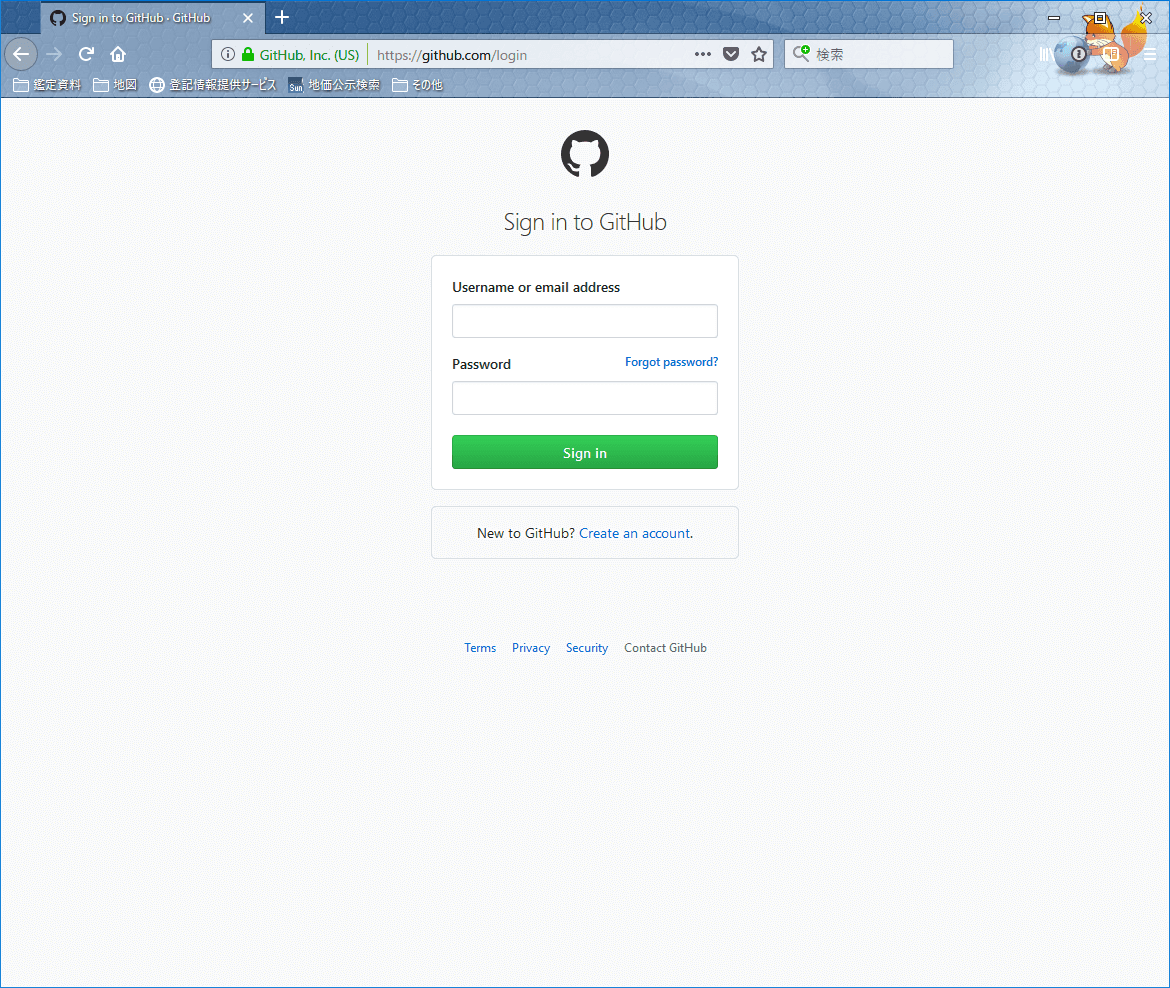 Sign in to GitHub · GitHub
GitHub, Inc. (US) https://github.com/login 検索
鑑定資料 地図 登記情報提供サービス Sun 地価公示検索 その他
Sign in to GitHub
Username or email address
Password Forgot password?
Sign in
New to GitHub? Create an account.
Terms Privacy Security Contact GitHub